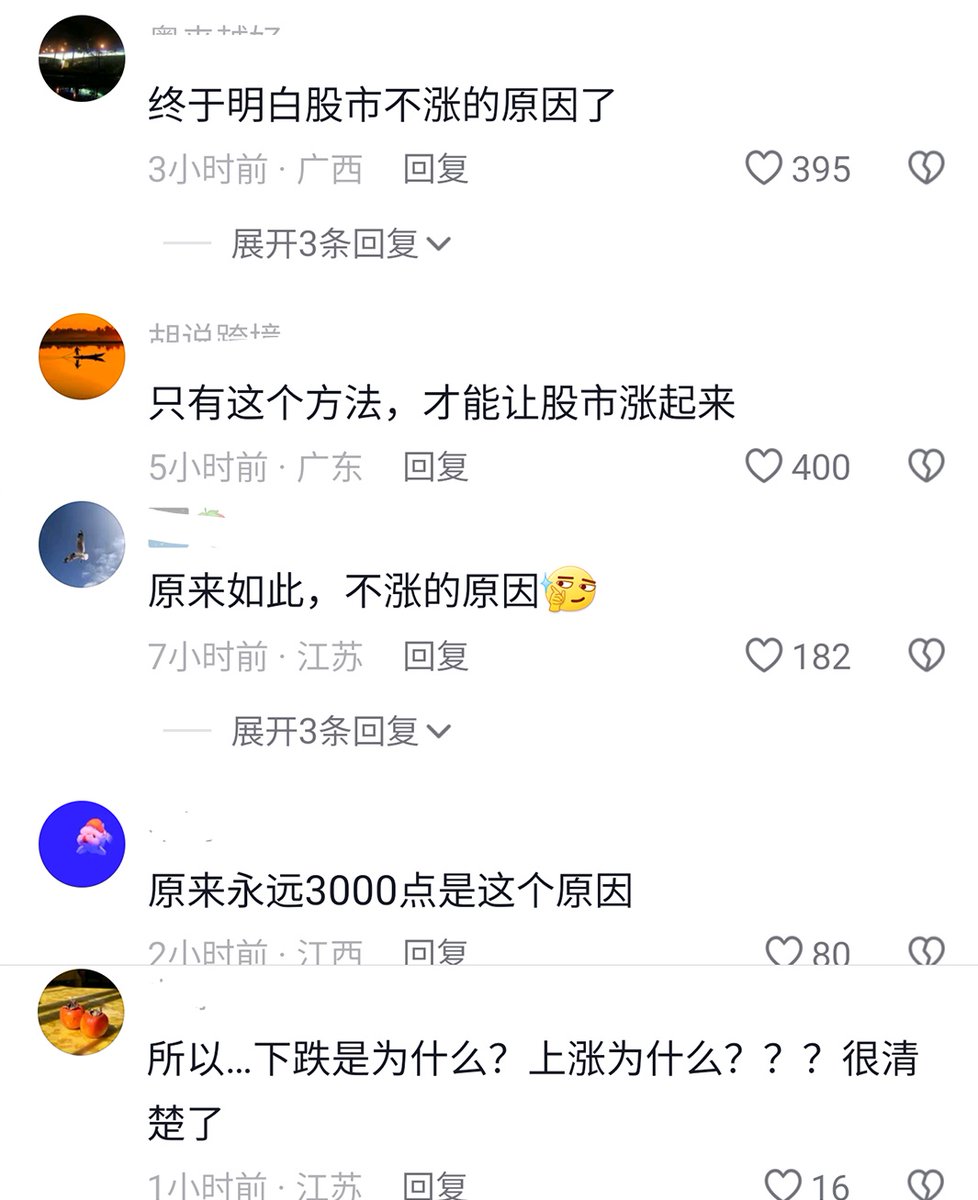 终于明白股市不涨的原因了
3小时前 · 广西 回复 395
展开3条回复
只有这个方法，才能让股市涨起来
5小时前 · 广东 回复 400
原来如此，不涨的原因
7小时前 · 江苏 回复 182
展开3条回复
原来永远3000点是这个原因
2小时前 · 江西 回复 80
所以...下跌是为什么？上涨为什么？？？很清
楚了
1小时前 · 江苏 回复 16